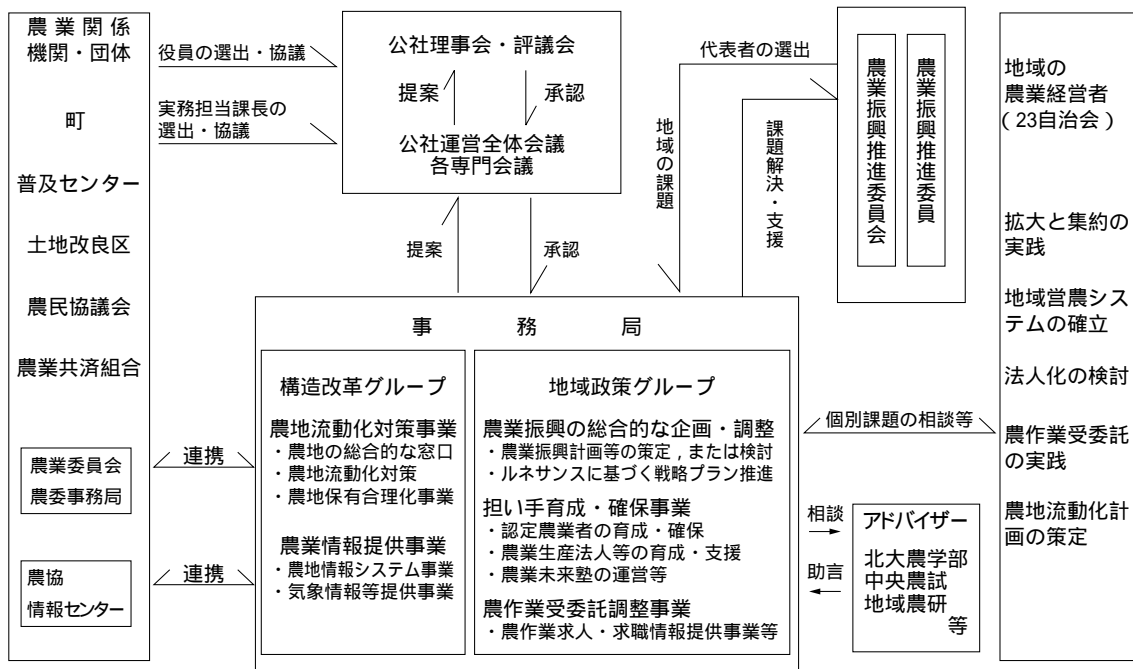 農業関係
機関・団体
町
普及センター
土地改良区
農民協議会
農業共済組合
農業委員会
農委事務局
農協
情報センター
役員の選出・協議
実務担当課長の
選出・協議
連携
連携
公社理事会・評議会
提案
承認
公社運営全体会議
各専門会議
提案
承認
事務局
構造改革グループ
農地流動化対策事業
・農地の総合的な窓口
・農地流動化対策
・農地保有合理化事業
農業情報提供事業
・農地情報システム事業
・気象情報等提供事業
地域政策グループ
農業振興の総合的な企画・調整
・農業振興計画等の策定，または検討
・ルネサンスに基づく戦略プラン推進
担い手育成・確保事業
・認定農業者の育成・確保
・農業生産法人等の育成・支援
・農業未来塾の運営等
農作業受委託調整事業
・農作業求人・求職情報提供事業等
代表者の選出
地域の課題
課題解決・支援
農業振興推進委員会
農業振興推進委員
個別課題の相談等
相談
助言
アドバイザー
北大農学部
中央農試
地域農研
等
地域の
農業経営者
（23自治会）
拡大と集約の
実践
地域営農シス
テムの確立
法人化の検討
農作業受委託
の実践
農地流動化計
画の策定